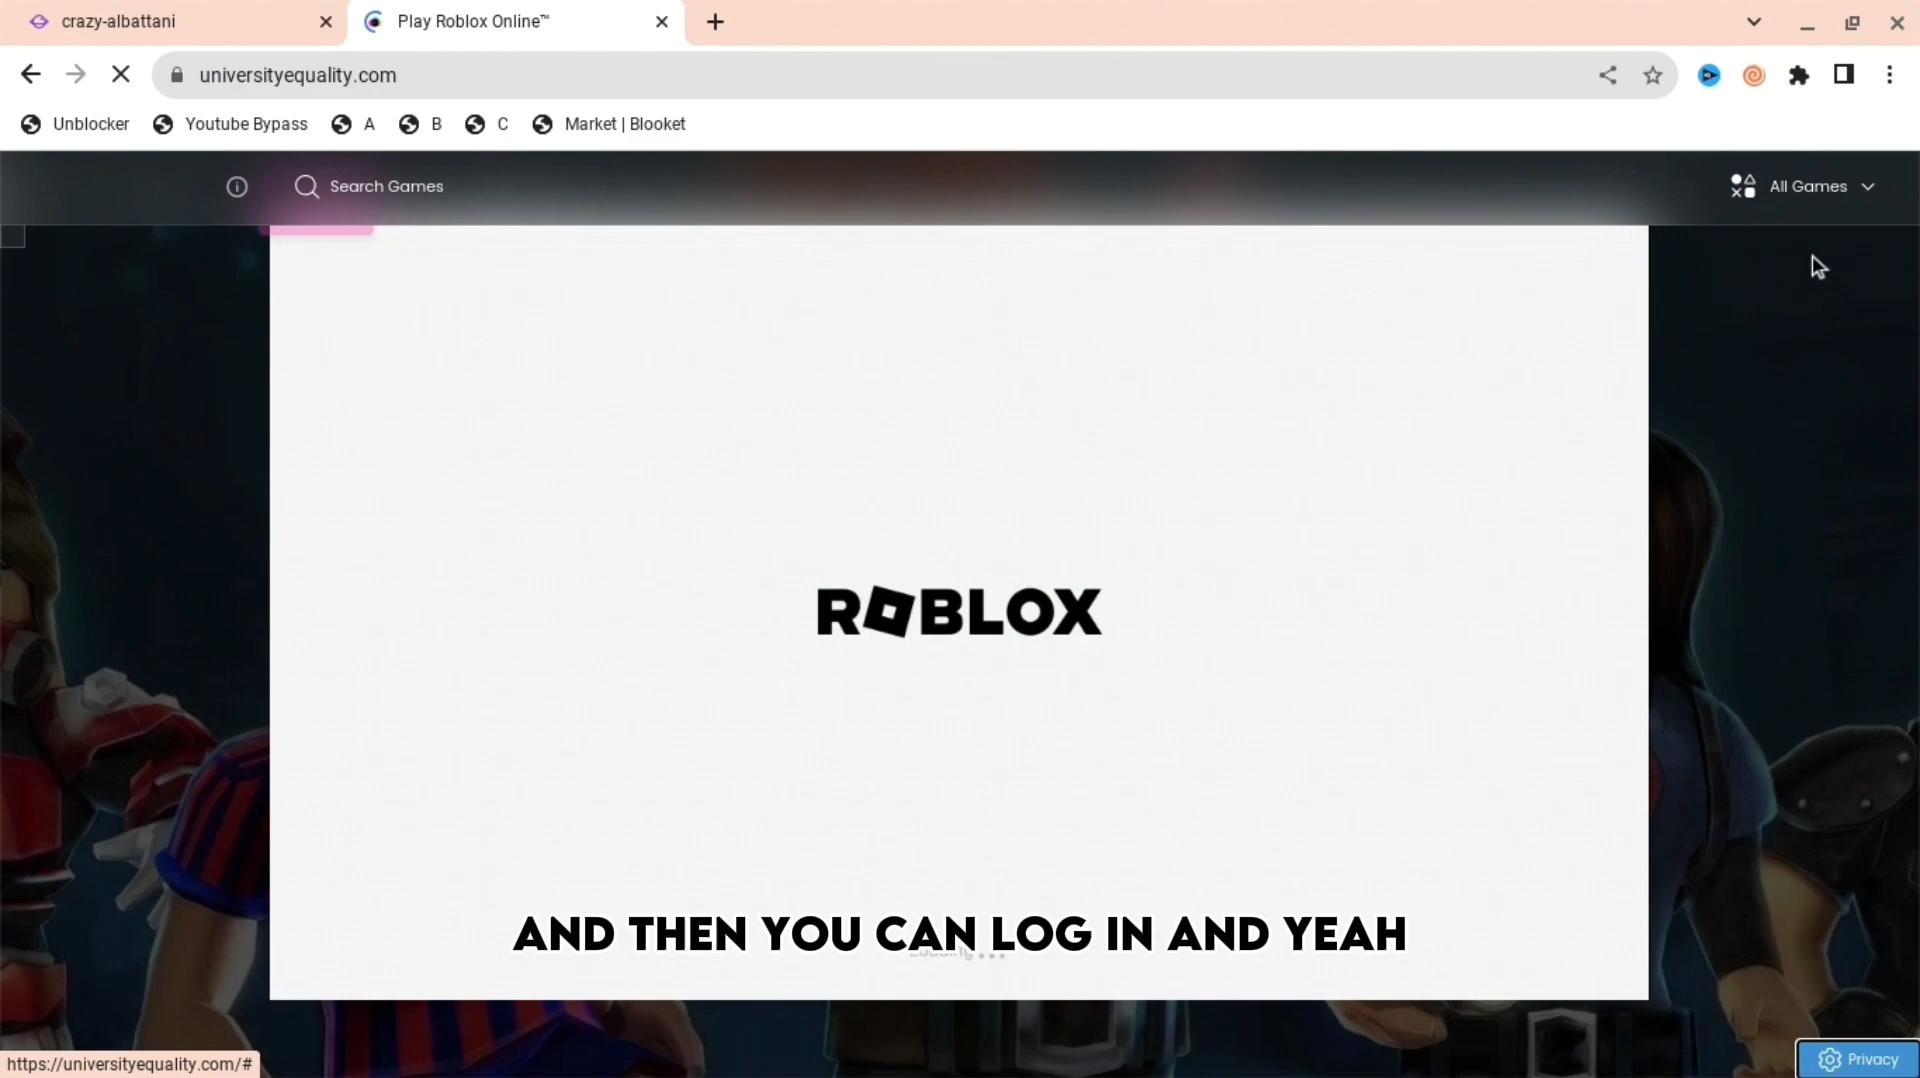 crazy-albattani
Play Roblox Online™
universityequality.com
Unblocker
Youtube Bypass
A
B
C
Market | Blooket
Search Games
All Games
ROBLOX
AND THEN YOU CAN LOG IN AND YEAH
Loading...
https://universityequality.com/#
Privacy